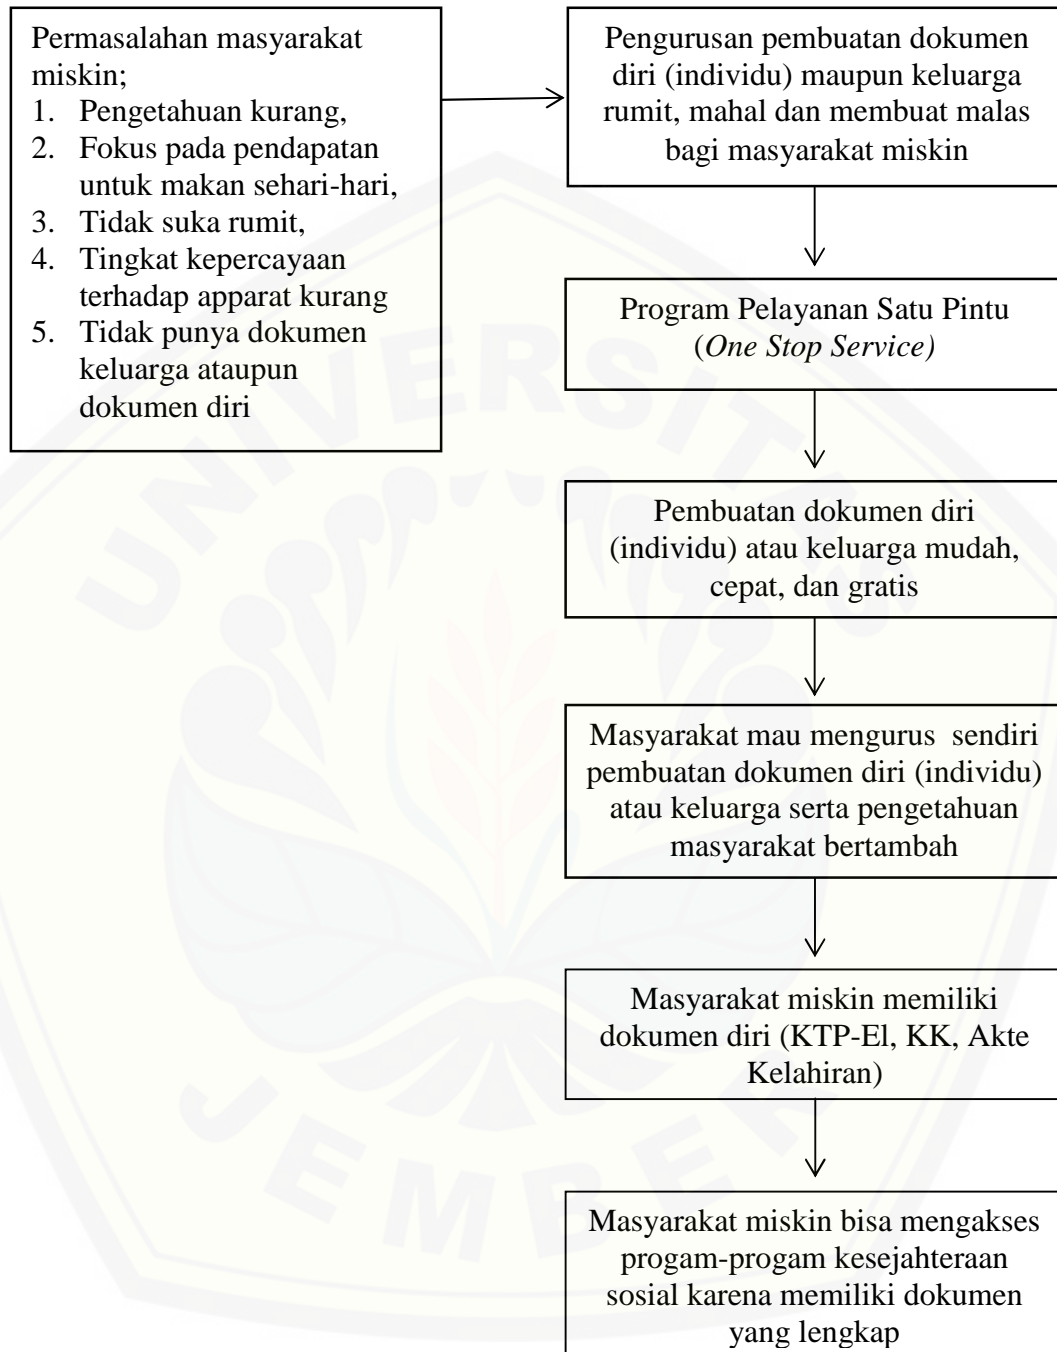 Permasalahan masyarakat
miskin;
1. Pengetahuan kurang,
2. Fokus pada pendapatan
untuk makan sehari-hari,
3. Tidak suka rumit,
4. Tingkat kepercayaan
terhadap apparat kurang
5. Tidak punya dokumen
keluarga ataupun
dokumen diri
Pengurusan pembuatan dokumen
diri (individu) maupun keluarga
rumit, mahal dan membuat malas
bagi masyarakat miskin
Program Pelayanan Satu Pintu
(One Stop Service)
Pembuatan dokumen diri
(individu) atau keluarga mudah,
cepat, dan gratis
Masyarakat mau mengurus sendiri
pembuatan dokumen diri (individu)
atau keluarga serta pengetahuan
masyarakat bertambah
Masyarakat miskin memiliki
dokumen diri (KTP-El, KK, Akte
Kelahiran)
Masyarakat miskin bisa mengakses
progam-progam kesejahteraan
sosial karena memiliki dokumen
yang lengkap
UNIVERSITAS
JEMBER